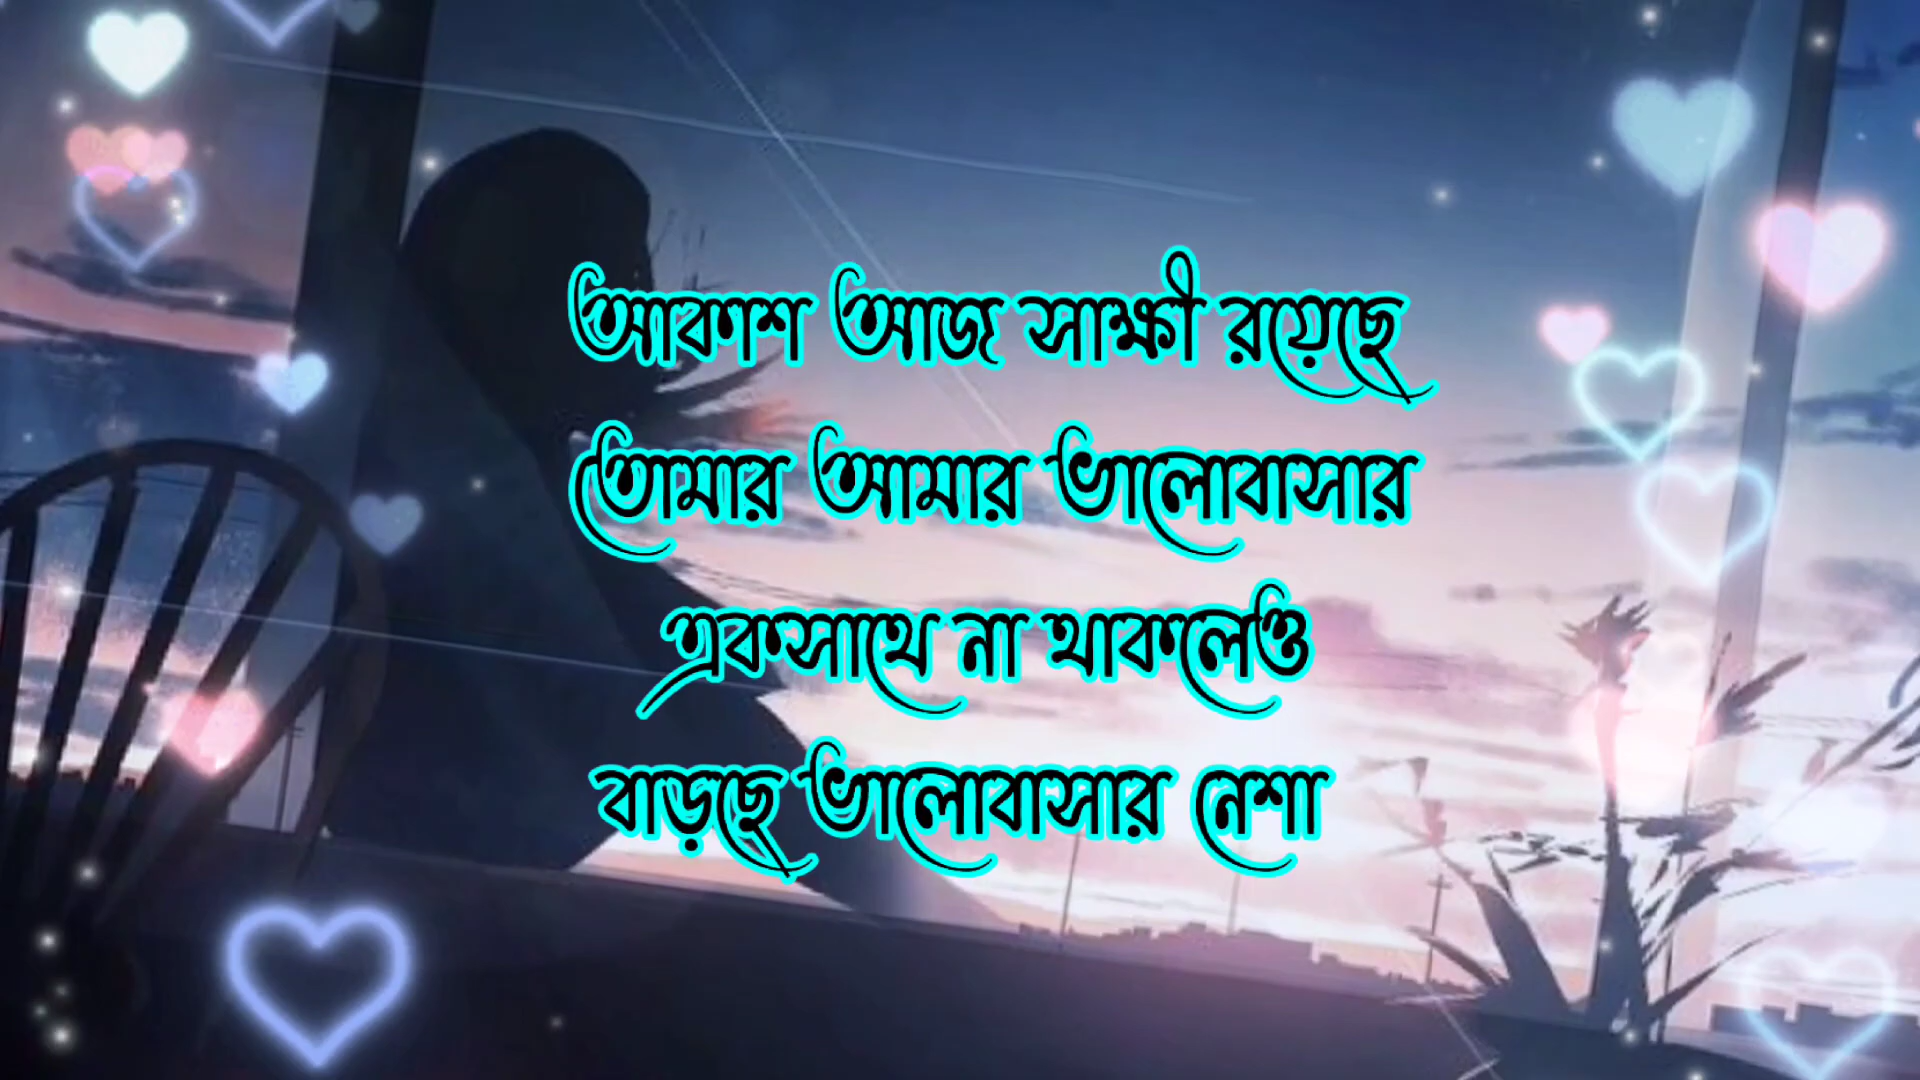 আকাশ আজ সাক্ষী রয়েছে
তোমার আমার ভালোবাসার
একসাথে না থাকলেও
বাড়ছে ভালোবাসার নেশা